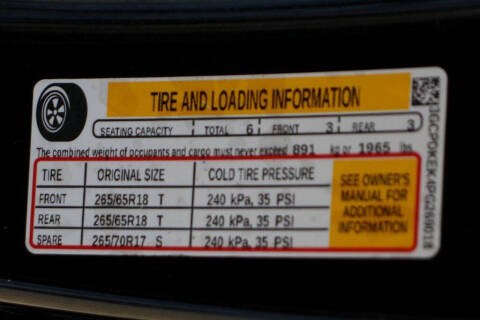 TIRE AND LOADING INFORMATION
SEATING CAPACITY TOTAL 6 FRONT 3 REAR 3
The combined weight of occupants and cargo must never exceed 891 kg or 1965 lbs
TIRE ORIGINAL SIZE COLD TIRE PRESSURE
FRONT 265/65R18 T 240 kPa, 35 PSI
REAR 265/65R18 T 240 kPa, 35 PSI
SPARE 265/70R17 S 240 kPa, 35 PSI
SEE OWNER'S
MANUAL FOR
ADDITIONAL
INFORMATION